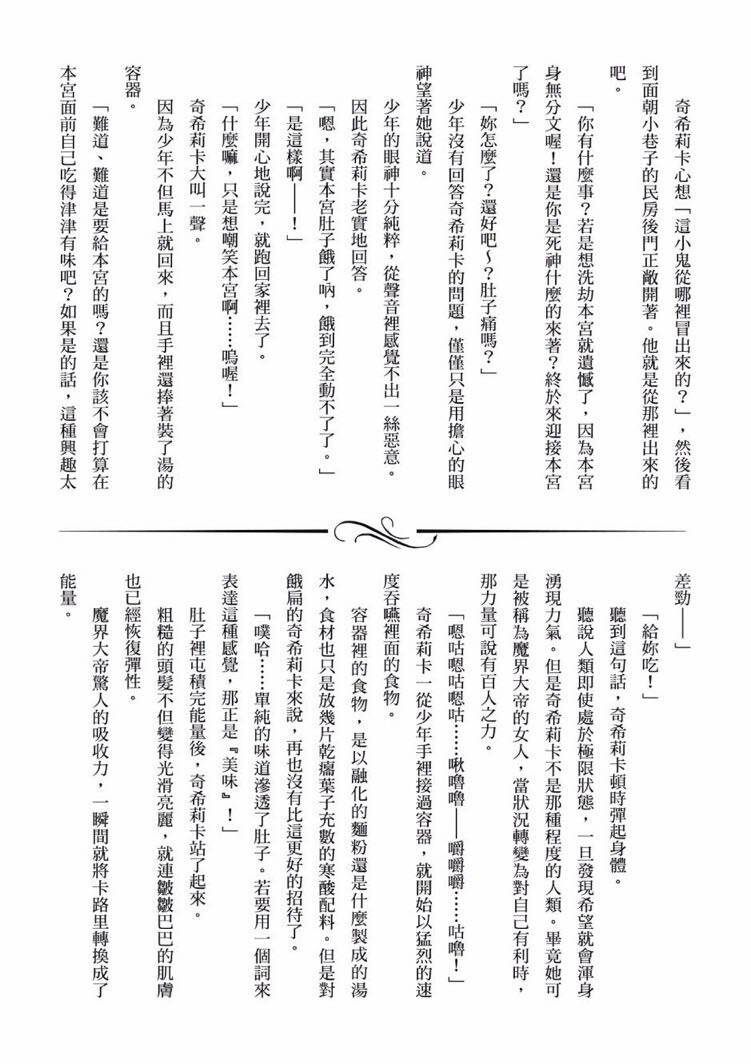 奇希莉卡心想「這小鬼從哪裡冒出來的？」，然後看
到面朝小巷子的民房後門正敞開著。他就是從那裡出來的
吧。
「你有什麼事？若是想洗劫本宮就遺憾了，因為本宮
身無分文喔！還是你是死神什麼的來著？終於來迎接本宮
了嗎？」
「妳怎麼了？還好吧～？肚子痛嗎？」
少年沒有回答奇希莉卡的問題，僅僅只是用擔心的眼
神望著她說道。
少年的眼神十分純粹，從聲音裡感覺不出一絲惡意。
因此奇希莉卡老實地回答。
「嗯，其實本宮肚子餓了吶，餓到完全動不了了。」
「是這樣啊——！」
少年開心地說完，就跑回家裡去了。
「什麼嘛，只是想嘲笑本宮啊……嗚喔！」
奇希莉卡大叫一聲。
因為少年不但馬上就回來，而且手裡還捧著裝了湯的
容器。
「難道、難道是要給本宮的嗎？還是你該不會打算在
本宮面前自己吃得津津有味吧？如果是的話，這種興趣太
差勁——」
「給妳吃！」
聽到這句話，奇希莉卡頓時彈起身體。
聽說人類即使處於極限狀態，一旦發現希望就會渾身
湧現力氣。但是奇希莉卡不是那種程度的人類。畢竟她可
是被稱為魔界大帝的女人，當狀況轉變為對自己有利時，
那力量可說有百人之力。
「嗯咕嗯咕嗯咕……啾嚕嚕——嚼嚼嚼……咕嚕！」
奇希莉卡一從少年手裡接過容器，就開始以猛烈的速
度吞嚥裡面的食物。
容器裡的食物，是以融化的麵粉還是什麼製成的湯
水，食材也只是放幾片乾癟葉子充數的寒酸配料。但是對
餓扁的奇希莉卡來說，再也沒有比這更好的招待了。
「噗哈……單純的味道滲透了肚子。若要用一個詞來
表達這種感覺，那正是『美味』！」
肚子裡屯積完能量後，奇希莉卡站了起來。
粗糙的頭髮不但變得光滑亮麗，就連皺皺巴巴的肌膚
也已經恢復彈性。
魔界大帝驚人的吸收力，一瞬間就將卡路里轉換成了
能量。